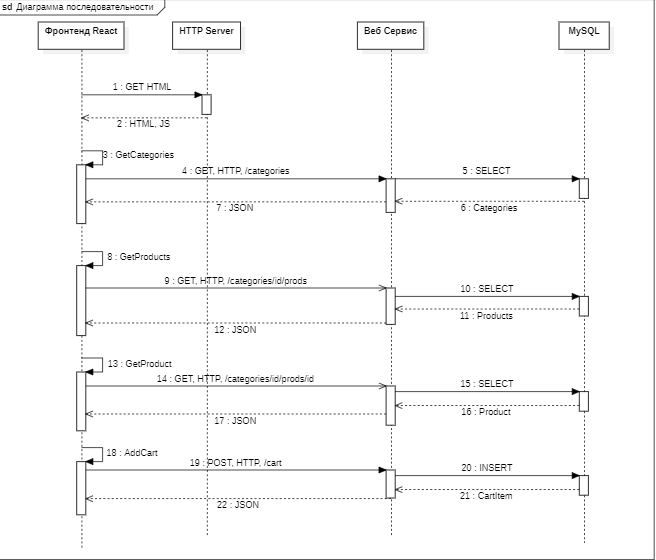 sd Диаграмма последовательности
Фронтенд React
HTTP Server
Веб Сервис
MySQL
1 : GET HTML
2 : HTML, JS
3 : GetCategories
4 : GET, HTTP, /categories
5 : SELECT
6 : Categories
7 : JSON
8 : GetProducts
9 : GET, HTTP, /categories/id/prods
10 : SELECT
11 : Products
12 : JSON
13 : GetProduct
14 : GET, HTTP, /categories/id/prods/id
15 : SELECT
16 : Product
17 : JSON
18 : AddCart
19 : POST, HTTP, /cart
20 : INSERT
21 : CartItem
22 : JSON